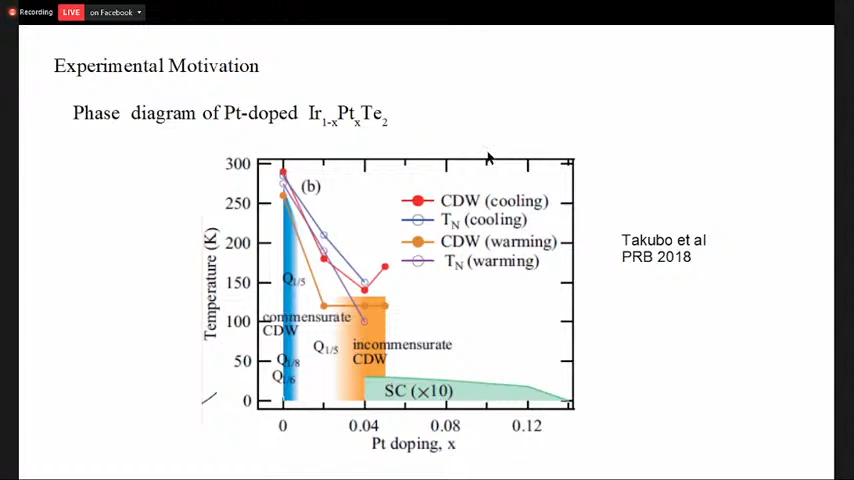 Recording LIVE on Facebook
Experimental Motivation
Phase diagram of Pt-doped Ir1-xPtxTe2
300
250
200
150
100
50
0
Temperature (K)
(b)
CDW (cooling)
TN (cooling)
CDW (warming)
TN (warming)
Q1/5
commensurate
CDW
Q1/5
incommensurate
CDW
Q1/8
Q1/6
SC (×10)
0 0.04 0.08 0.12
Pt doping, x
Takubo et al
PRB 2018